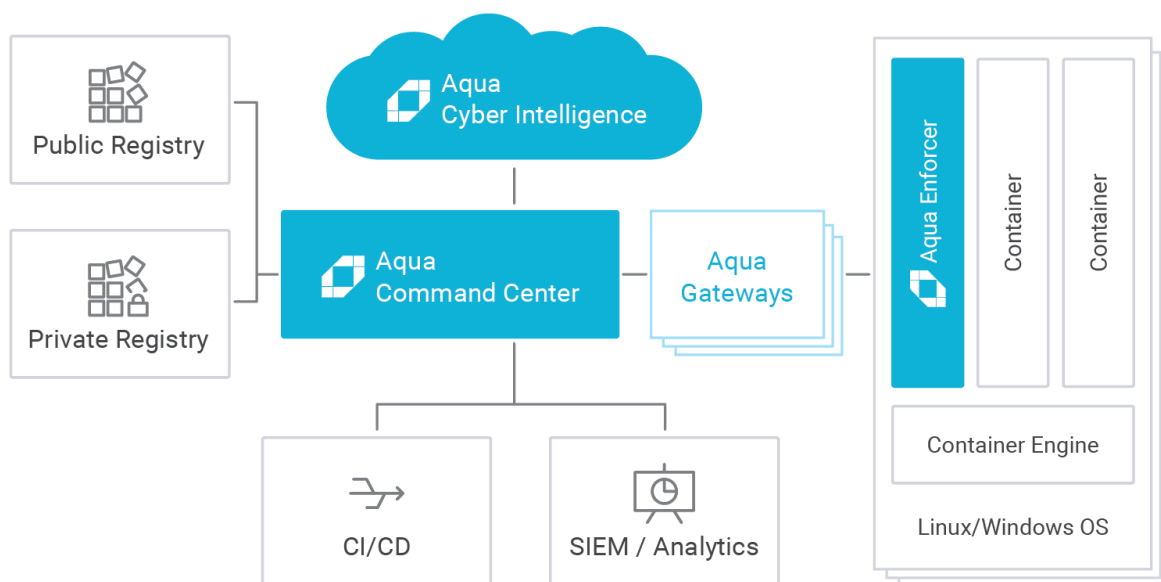 Public Registry
Private Registry
Aqua
Cyber Intelligence
Aqua
Command Center
Aqua
Gateways
CI/CD
SIEM / Analytics
Aqua Enforcer
Container
Container
Container Engine
Linux/Windows OS